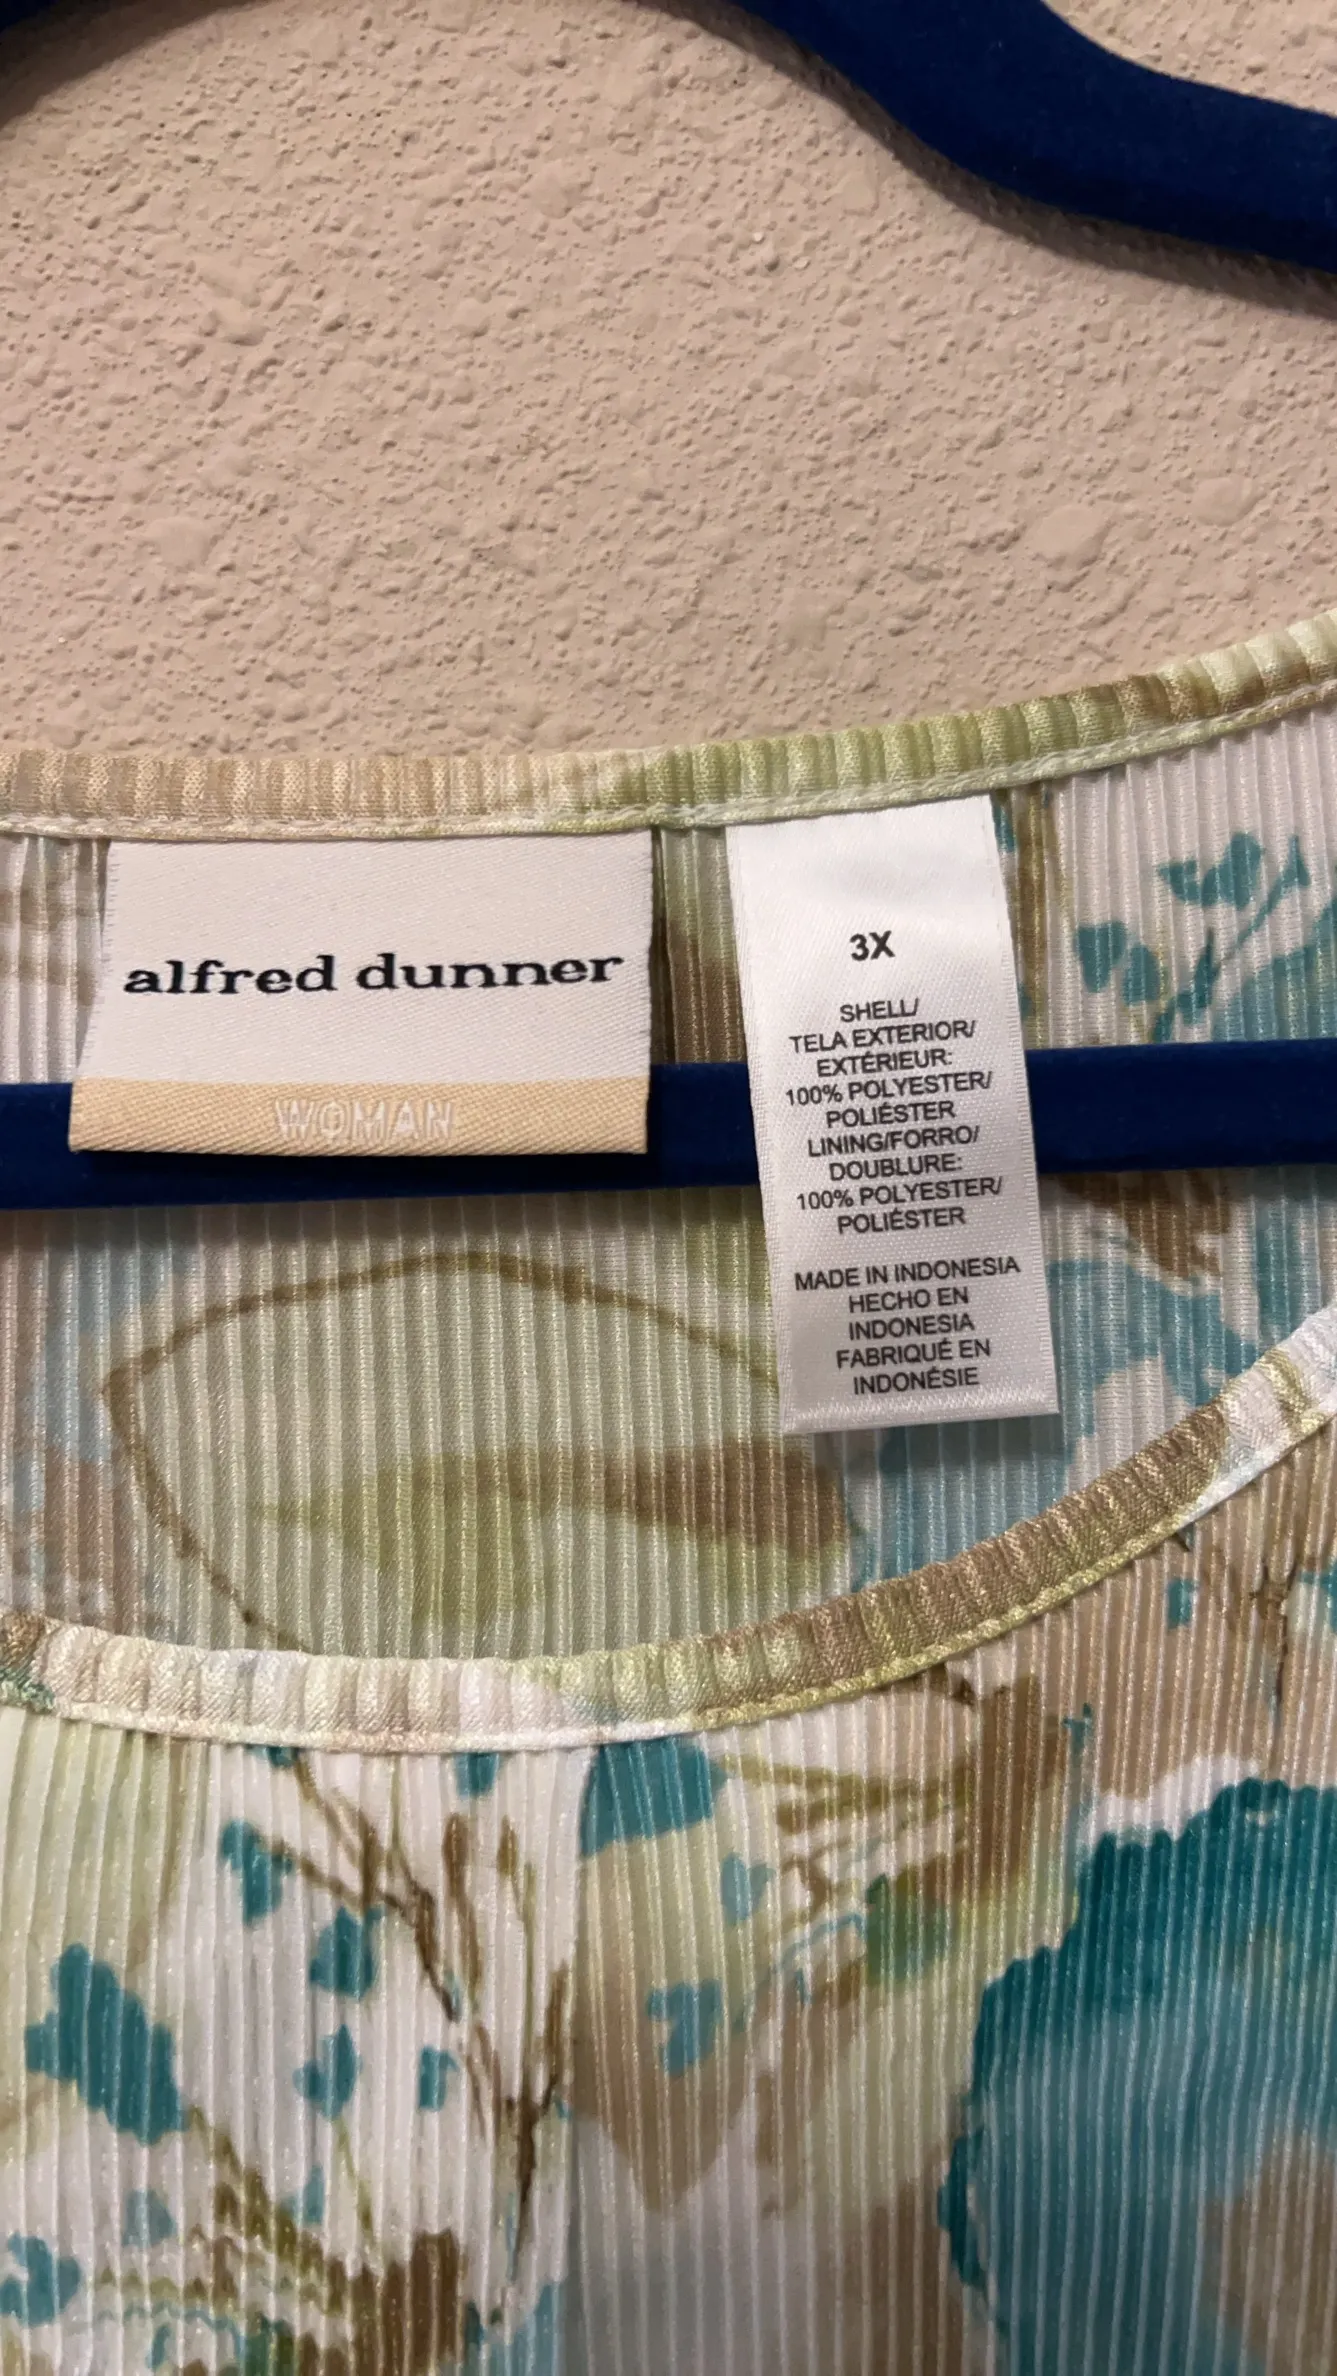 alfred dunner
WOMAN
3X
SHELL/
TELA EXTERIOR/
EXTÉRIEUR:
100% POLYESTER/
POLIÉSTER
LINING/FORRO/
DOUBLURE:
100% POLYESTER/
POLIÉSTER
MADE IN INDONESIA
HECHO EN
INDONESIA
FABRIQUÉ EN
INDONÉSIE